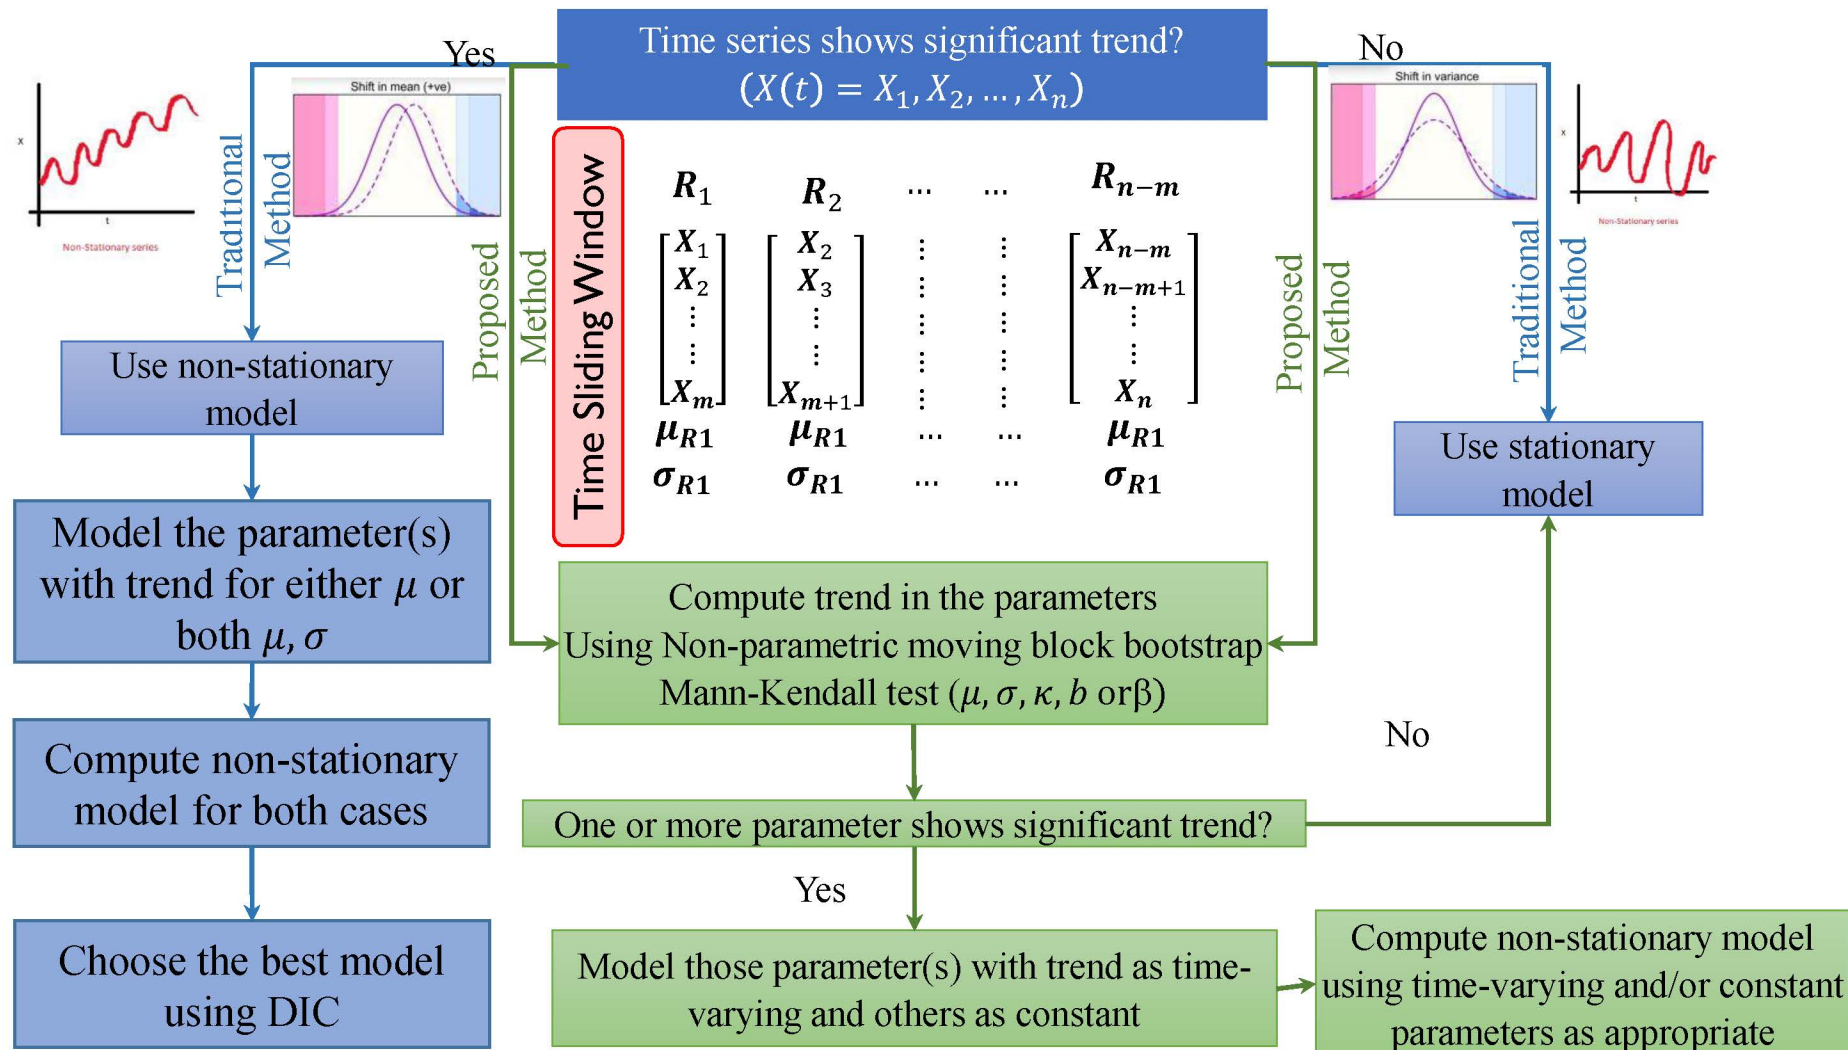 Time series shows significant trend?
(X(t) = X₁, X₂, …, Xₙ)
Yes
No
Shift in mean (+ve)
x
t
Non-Stationary series
Traditional
Method
Proposed
Method
Time Sliding Window
R₁ R₂ … … Rₙ₋ₘ
X₁ X₂ ⋮ ⋮ Xₙ₋ₘ
X₂ X₃ ⋮ ⋮ Xₙ₋ₘ₊₁
⋮ ⋮ ⋮ ⋮ ⋮
⋮ ⋮ ⋮ ⋮ ⋮
Xₘ Xₘ₊₁ ⋮ ⋮ Xₙ
μ_R1 μ_R1 … … μ_R1
σ_R1 σ_R1 … … σ_R1
Proposed
Method
Traditional
Method
Shift in variance
x
t
Non-Stationary series
Use non-stationary
model
Model the parameter(s)
with trend for either μ or
both μ, σ
Compute non-stationary
model for both cases
Choose the best model
using DIC
Use stationary
model
Compute trend in the parameters
Using Non-parametric moving block bootstrap
Mann-Kendall test (μ, σ, κ, b orβ)
One or more parameter shows significant trend?
No
Yes
Model those parameter(s) with trend as time-
varying and others as constant
Compute non-stationary model
using time-varying and/or constant
parameters as appropriate